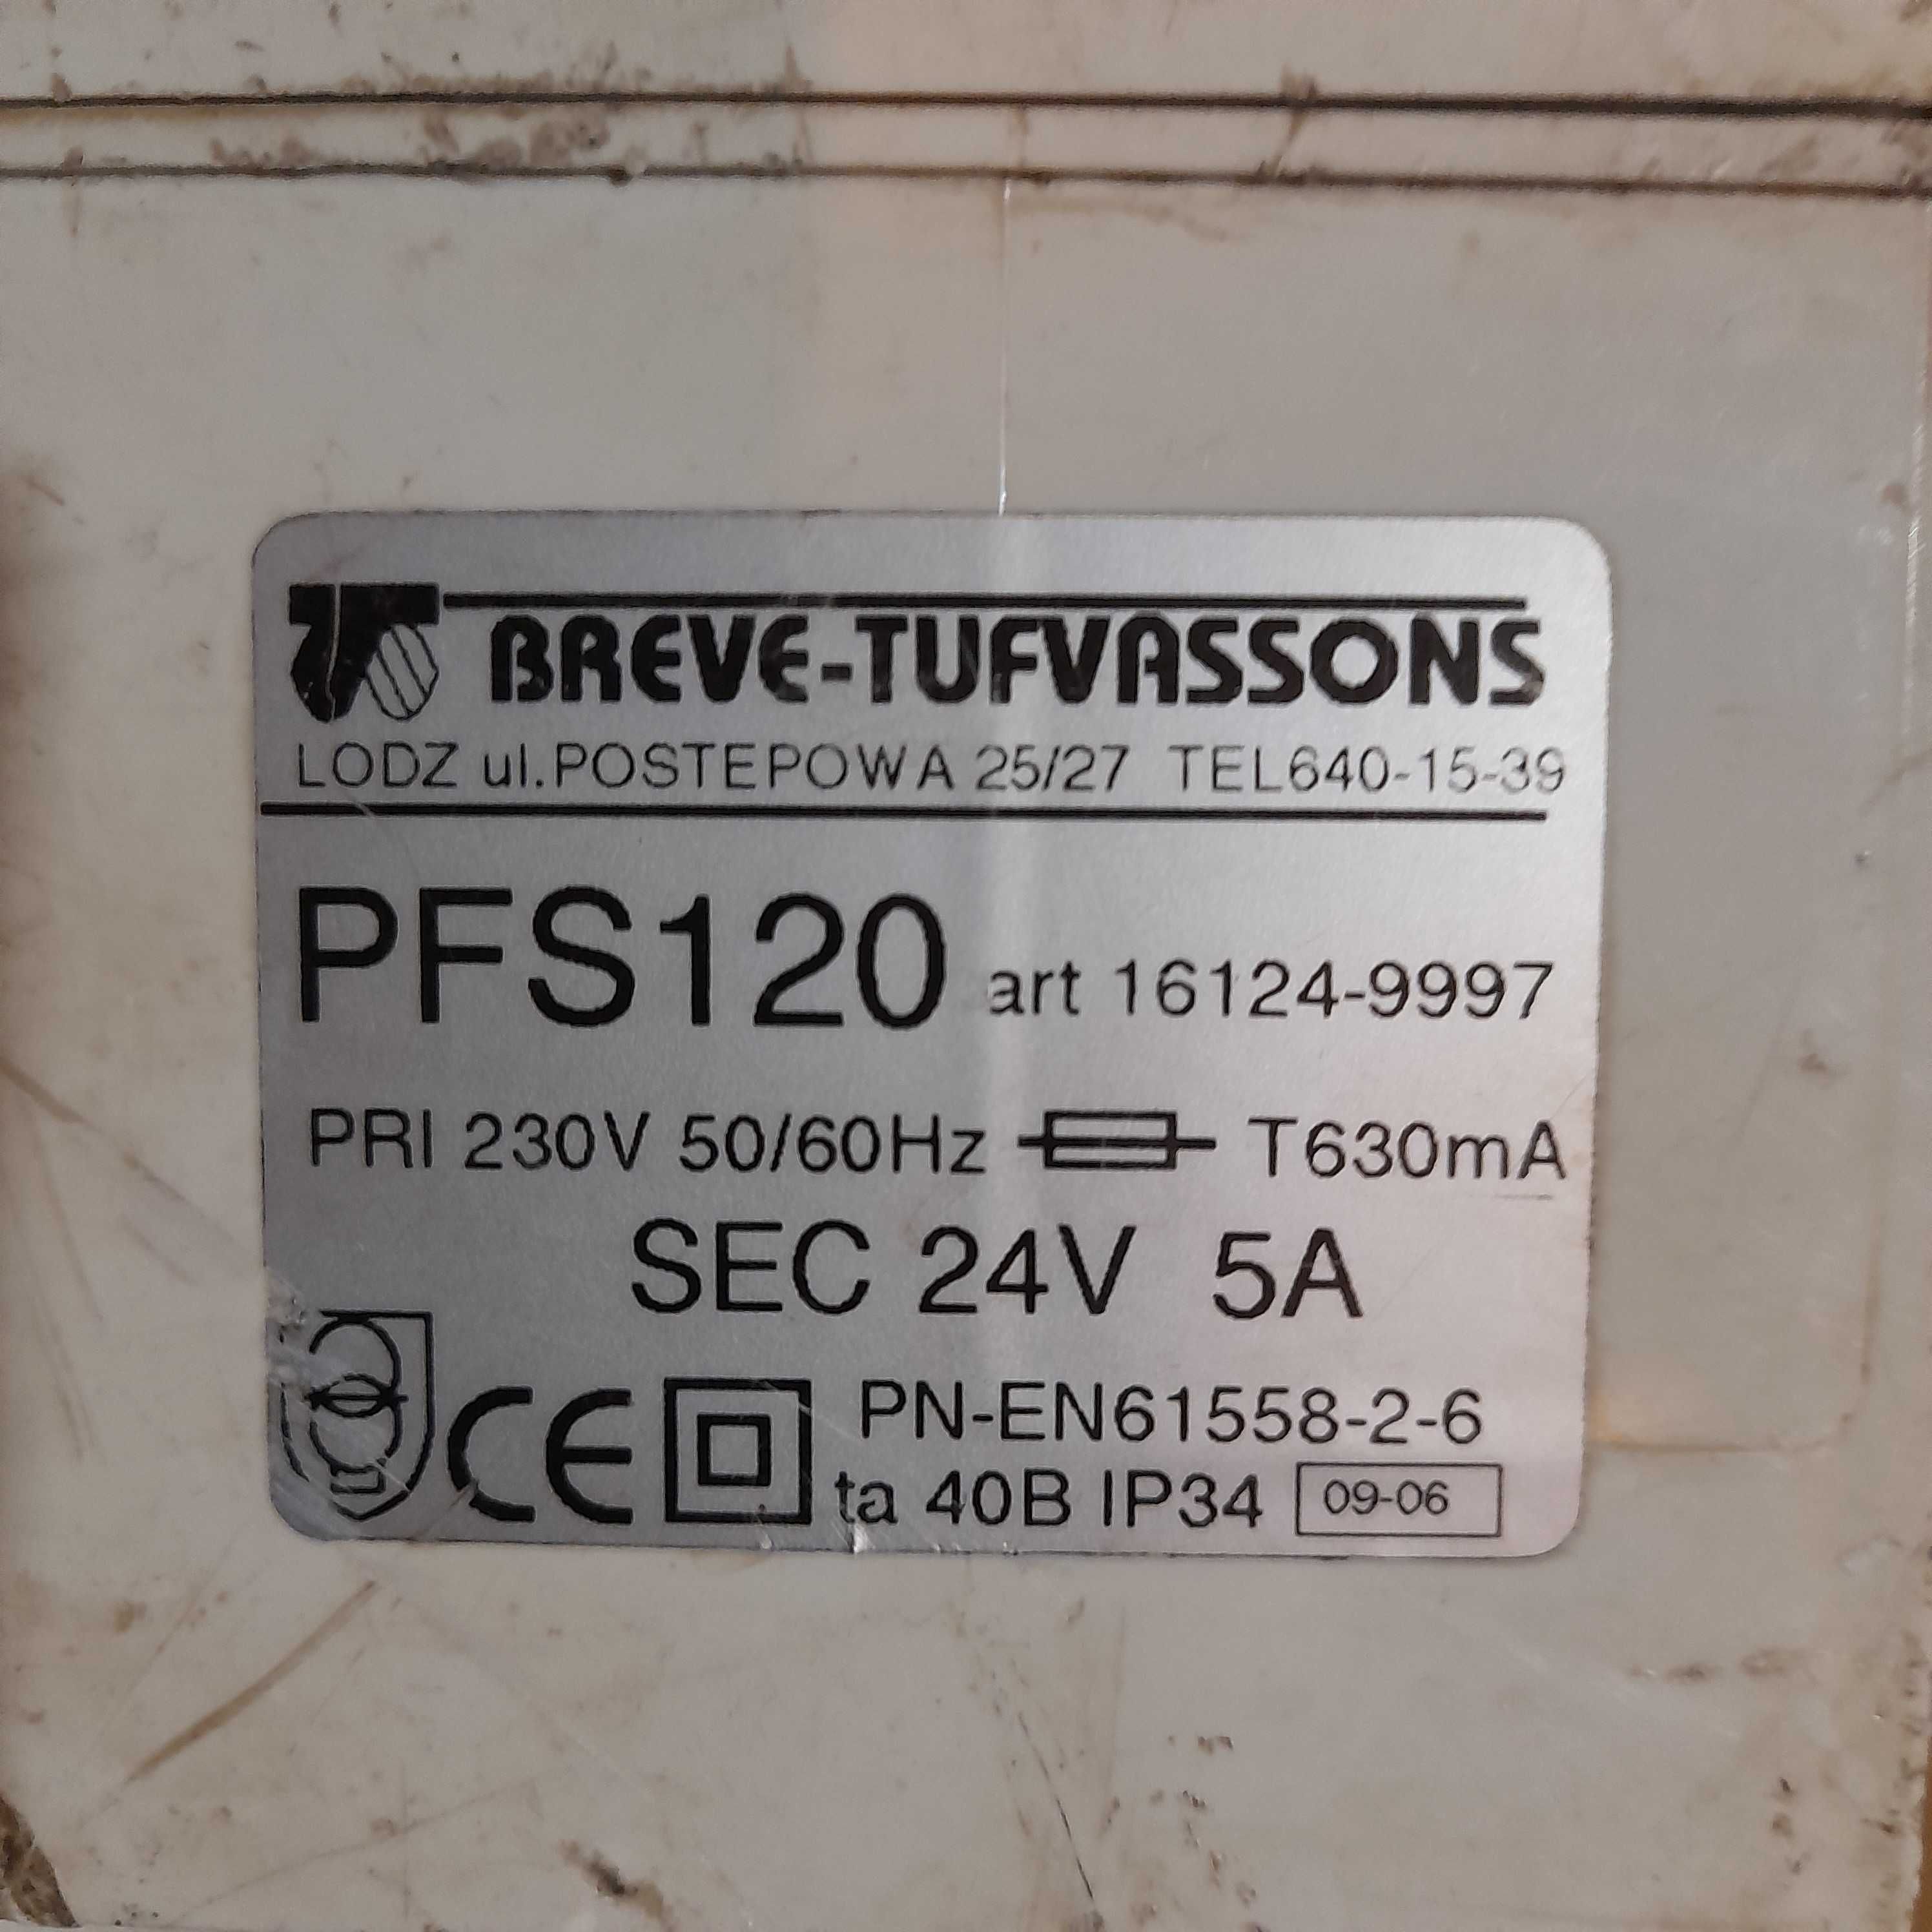 BREVE-TUFVASSONS
LODZ ul.POSTEPOWA 25/27 TEL640-15-39
PFS120 art 16124-9997
PRI 230V 50/60Hz T630mA
SEC 24V 5A
CE PN-EN61558-2-6
ta 40B IP34 09-06